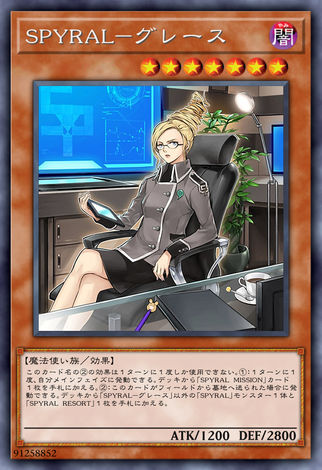 SPYRAL－グレース
やみ
闇
【魔法使い族／効果】
このカード名の②の効果は1ターンに1度しか使用できない。①：1ターンに1
度、自分メインフェイズに発動できる。デッキから「SPYRAL MISSION」カード
1枚を手札に加える。②：このカードがフィールドから墓地へ送られた場合に発
動できる。デッキから「SPYRAL－グレース」以外の「SPYRAL」モンスター1体と
「SPYRAL RESORT」1枚を手札に加える。
ATK/1200 DEF/2800
91258852